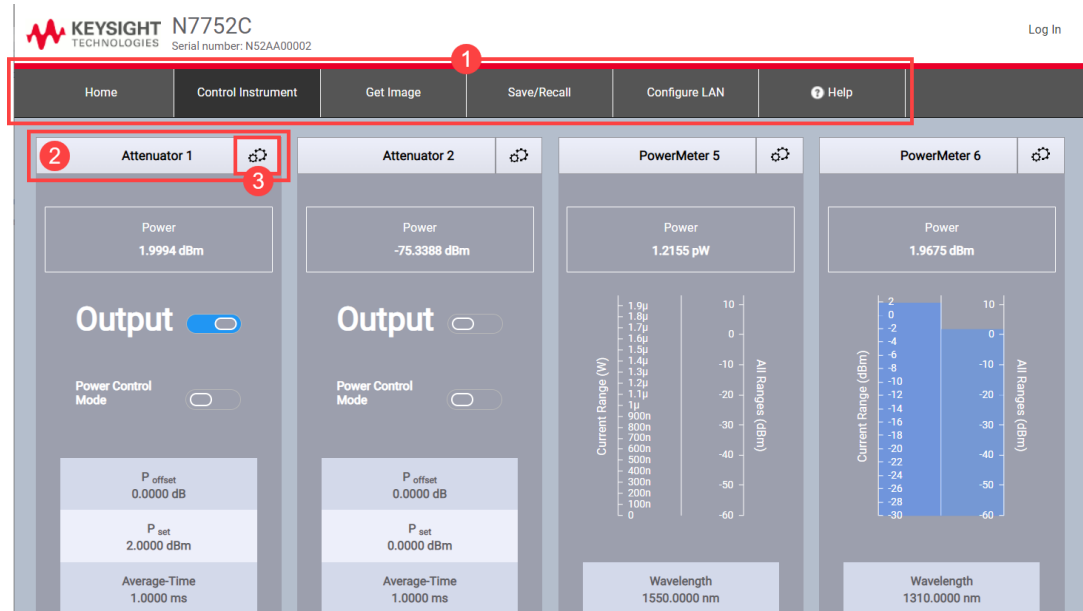 KEYSIGHT
TECHNOLOGIES
N7752C
Serial number: N52AA00002
Log In
1
Home
Control Instrument
Get Image
Save/Recall
Configure LAN
? Help
2
Attenuator 1
3
Attenuator 2
PowerMeter 5
PowerMeter 6
Power
1.9994 dBm
Power
-75.3388 dBm
Power
1.2155 pW
Power
1.9675 dBm
Output
Power Control
Mode
Output
Power Control
Mode
Current Range (W)
1.9µ
1.8µ
1.7µ
1.6µ
1.5µ
1.4µ
1.3µ
1.2µ
1.1µ
1µ
900n
800n
700n
600n
500n
400n
300n
200n
100n
0
10
0
-10
-20
-30
-40
-50
-60
All Ranges (dBm)
Current Range (dBm)
2
0
-2
-4
-6
-8
-10
-12
-14
-16
-18
-20
-22
-24
-26
-28
-30
10
0
-10
-20
-30
-40
-50
-60
All Ranges (dBm)
P offset
0.0000 dB
P set
2.0000 dBm
Average-Time
1.0000 ms
P offset
0.0000 dB
P set
0.0000 dBm
Average-Time
1.0000 ms
Wavelength
1550.0000 nm
Wavelength
1310.0000 nm